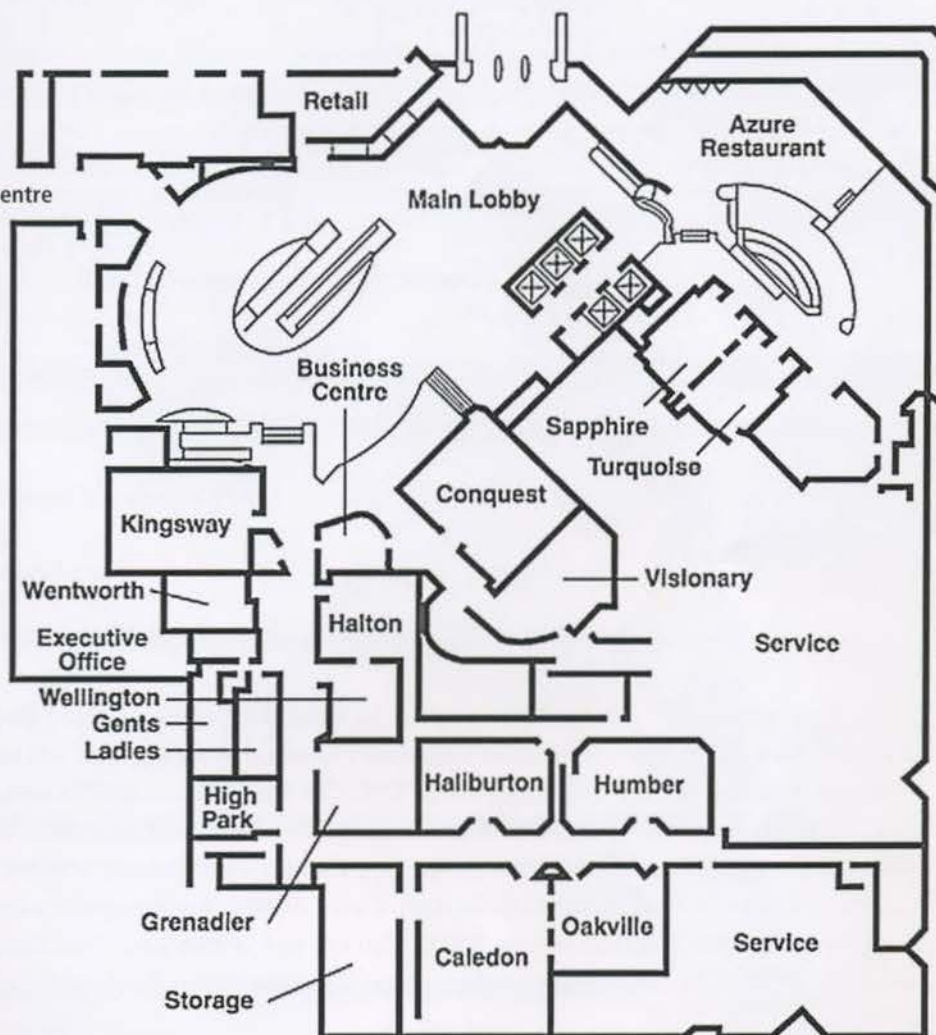 Retail
Azure
Restaurant
entre
Main Lobby
Business
Centre
Sapphire
Turquoise
Conquest
Kingsway
Visionary
Wentworth
Halton
Executive
Office
Service
Wellington
Gents
Ladies
High
Park
Haliburton
Humber
Grenadier
Oakville
Caledon
Service
Storage